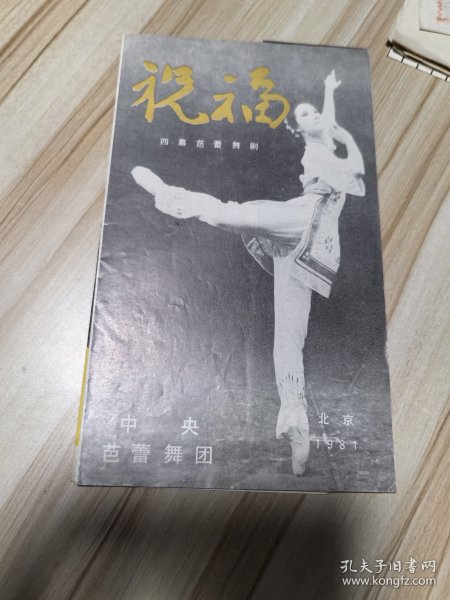 祝福
四幕芭蕾舞剧
中央
芭蕾舞团
北京
1981
孔夫子旧书网
www.kongfz.com